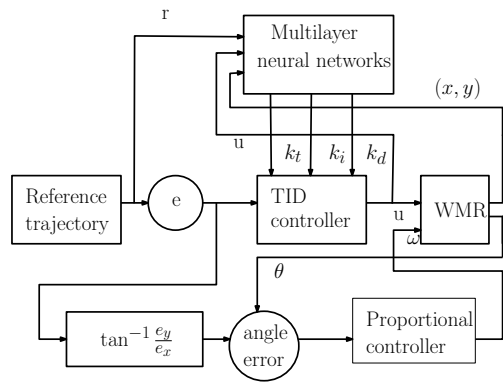 r
Multilayer
neural networks
(x, y)
u
k_t
k_i
k_d
Reference
trajectory
e
TID
controller
u
WMR
ω
θ
tan⁻¹ e_y/e_x
angle
error
Proportional
controller